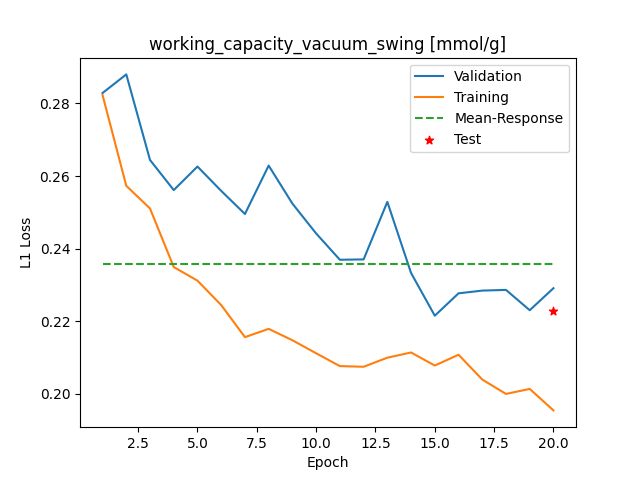 working_capacity_vacuum_swing [mmol/g]
Validation
Training
Mean-Response
Test
L1 Loss
0.28
0.26
0.24
0.22
0.20
2.5 5.0 7.5 10.0 12.5 15.0 17.5 20.0
Epoch